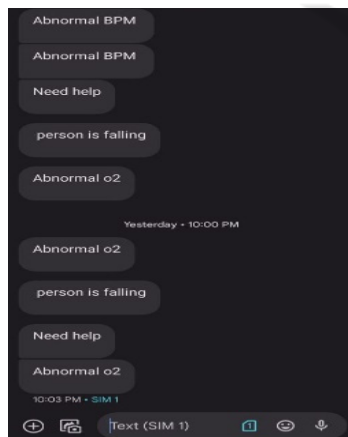 Abnormal BPM
Abnormal BPM
Need help
person is falling
Abnormal o2
Yesterday • 10:00 PM
Abnormal o2
person is falling
Need help
Abnormal o2
10:03 PM • SIM 1
Text (SIM 1)
1